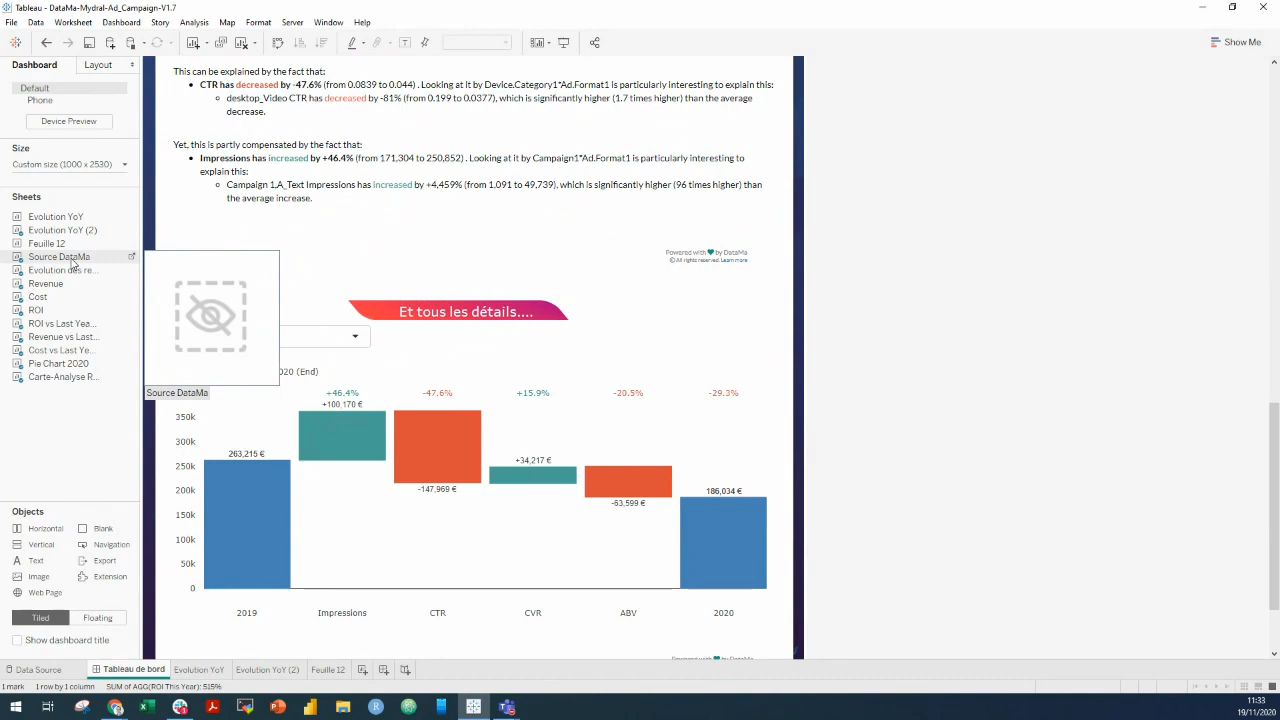 Tableau - DataMa-Mydral-Ad_Campaign-V1.7
File Data Worksheet Dashboard Story Analysis Map Format Server Window Help
Show Me
Dashboard Layout
Default
Phone
Device Preview
Size
Custom size (1000 x 2530)
Sheets
Evolution YoY
Evolution YoY (2)
Feuille 12
Source DataMa
Evolution des re...
Revenue
Cost
ROI
ROI vs Last Yea...
Revenue vs Last...
Cost vs Last Ye...
Pie Chart 2020
Carte-Analyse R...
Objects
Horizontal Blank
Vertical Navigation
Text Export
Image Extension
Web Page
Tiled Floating
Show dashboard title
This can be explained by the fact that:
CTR has decreased by -47.6% (from 0.0839 to 0.044) . Looking at it by Device.Category1*Ad.Format1 is particularly interesting to explain this:
desktop_Video CTR has decreased by -81% (from 0.199 to 0.0377), which is significantly higher (1.7 times higher) than the average
decrease.
Yet, this is partly compensated by the fact that:
Impressions has increased by +46.4% (from 171,304 to 250,852) . Looking at it by Campaign1*Ad.Format1 is particularly interesting to
explain this:
Campaign 1.A_Text Impressions has increased by +4,459% (from 1,091 to 49,739), which is significantly higher (96 times higher) than
the average increase.
Powered with by DataMa
© All rights reserved. Learn more
Et tous les détails....
020 (End)
Source DataMa
+46.4% -47.6% +15.9% -20.5% -29.3%
+100,170 €
350k
300k
250k
200k
150k
100k
50k
0
263,215 €
-147,969 €
+34,217 €
-63,599 €
186,034 €
2019 Impressions CTR CVR ABV 2020
Powered with by DataMa
Data Source Tableau de bord Evolution YoY Evolution YoY (2) Feuille 12
1 mark 1 row by 1 column SUM of AGG(ROI This Year): 515%
11:33
19/11/2020